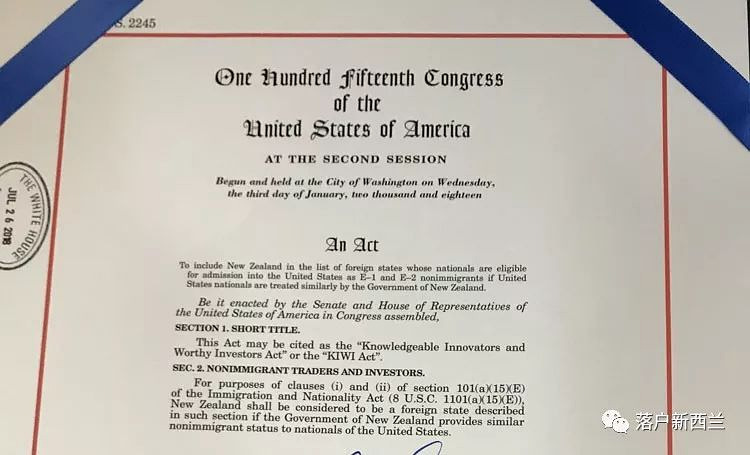 S. 2245
One Hundred Fifteenth Congress
of the
United States of America
AT THE SECOND SESSION
Begun and held at the City of Washington on Wednesday,
the third day of January, two thousand and eighteen
An Act
To include New Zealand in the list of foreign states whose nationals are eligible
for admission into the United States as E–1 and E–2 nonimmigrants if United
States nationals are treated similarly by the Government of New Zealand.
Be it enacted by the Senate and House of Representatives of
the United States of America in Congress assembled,
SECTION 1. SHORT TITLE.
This Act may be cited as the “Knowledgeable Innovators and
Worthy Investors Act” or the “KIWI Act”.
SEC. 2. NONIMMIGRANT TRADERS AND INVESTORS.
For purposes of clauses (i) and (ii) of section 101(a)(15)(E)
of the Immigration and Nationality Act (8 U.S.C. 1101(a)(15)(E)),
New Zealand shall be considered to be a foreign state described
in such section if the Government of New Zealand provides similar
nonimmigrant status to nationals of the United States.
THE WHITE HOUSE
JUL 26 2018
落户新西兰